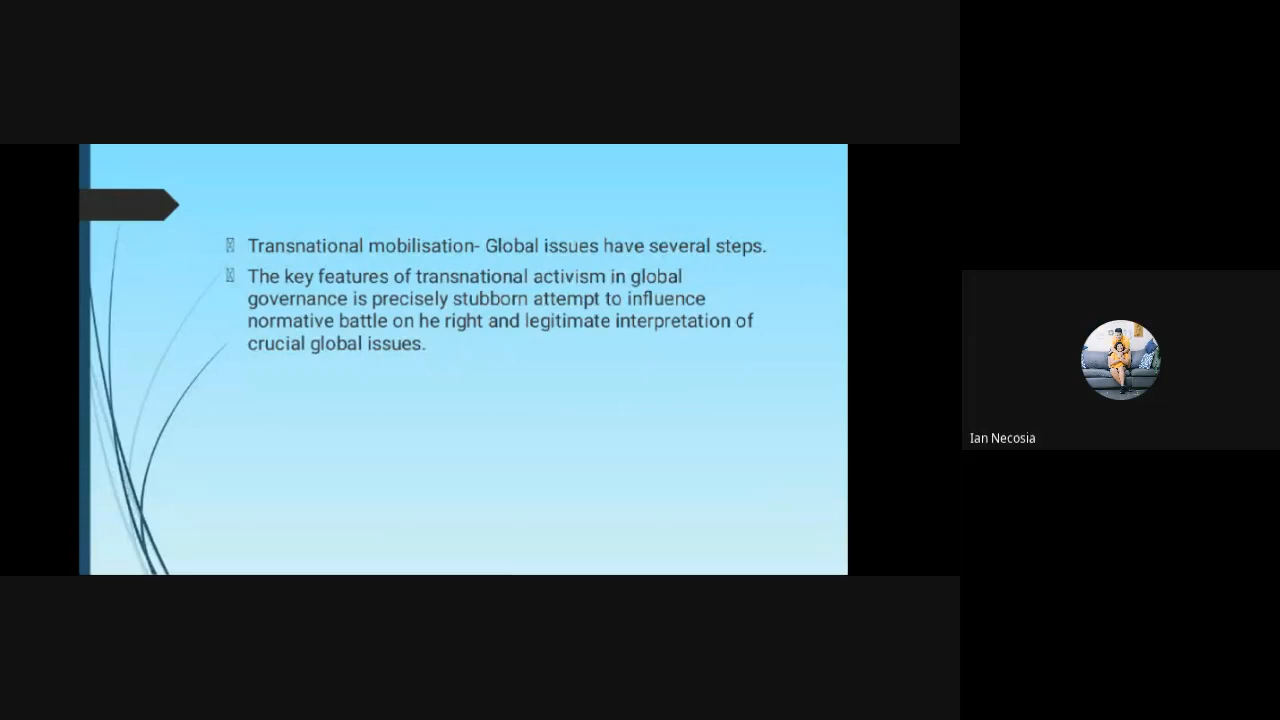 Transnational mobilisation- Global issues have several steps.
The key features of transnational activism in global
governance is precisely stubborn attempt to influence
normative battle on he right and legitimate interpretation of
crucial global issues.
Ian Necosia